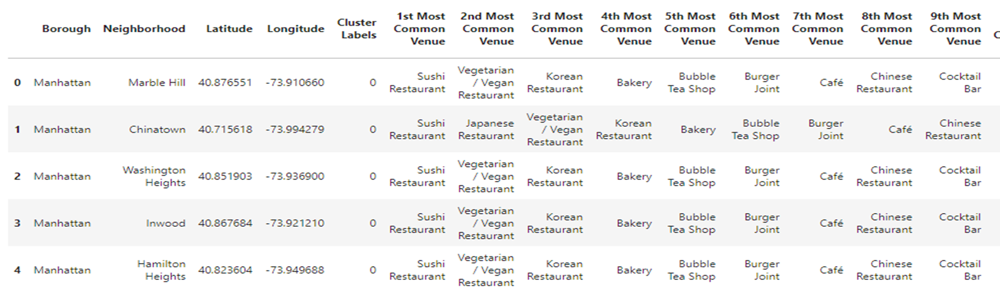 Borough Neighborhood Latitude Longitude Cluster Labels 1st Most Common Venue 2nd Most Common Venue 3rd Most Common Venue 4th Most Common Venue 5th Most Common Venue 6th Most Common Venue 7th Most Common Venue 8th Most Common Venue 9th Most Common Venue
0 Manhattan Marble Hill 40.876551 -73.910660 0 Sushi Restaurant Vegetarian / Vegan Restaurant Korean Restaurant Bakery Bubble Tea Shop Burger Joint Café Chinese Restaurant Cocktail Bar
1 Manhattan Chinatown 40.715618 -73.994279 0 Sushi Restaurant Japanese Restaurant Vegetarian / Vegan Restaurant Korean Restaurant Bakery Bubble Tea Shop Burger Joint Café Chinese Restaurant
2 Manhattan Washington Heights 40.851903 -73.936900 0 Sushi Restaurant Vegetarian / Vegan Restaurant Korean Restaurant Bakery Bubble Tea Shop Burger Joint Café Chinese Restaurant Cocktail Bar
3 Manhattan Inwood 40.867684 -73.921210 0 Sushi Restaurant Vegetarian / Vegan Restaurant Korean Restaurant Bakery Bubble Tea Shop Burger Joint Café Chinese Restaurant Cocktail Bar
4 Manhattan Hamilton Heights 40.823604 -73.949688 0 Sushi Restaurant Vegetarian / Vegan Restaurant Korean Restaurant Bakery Bubble Tea Shop Burger Joint Café Chinese Restaurant Cocktail Bar